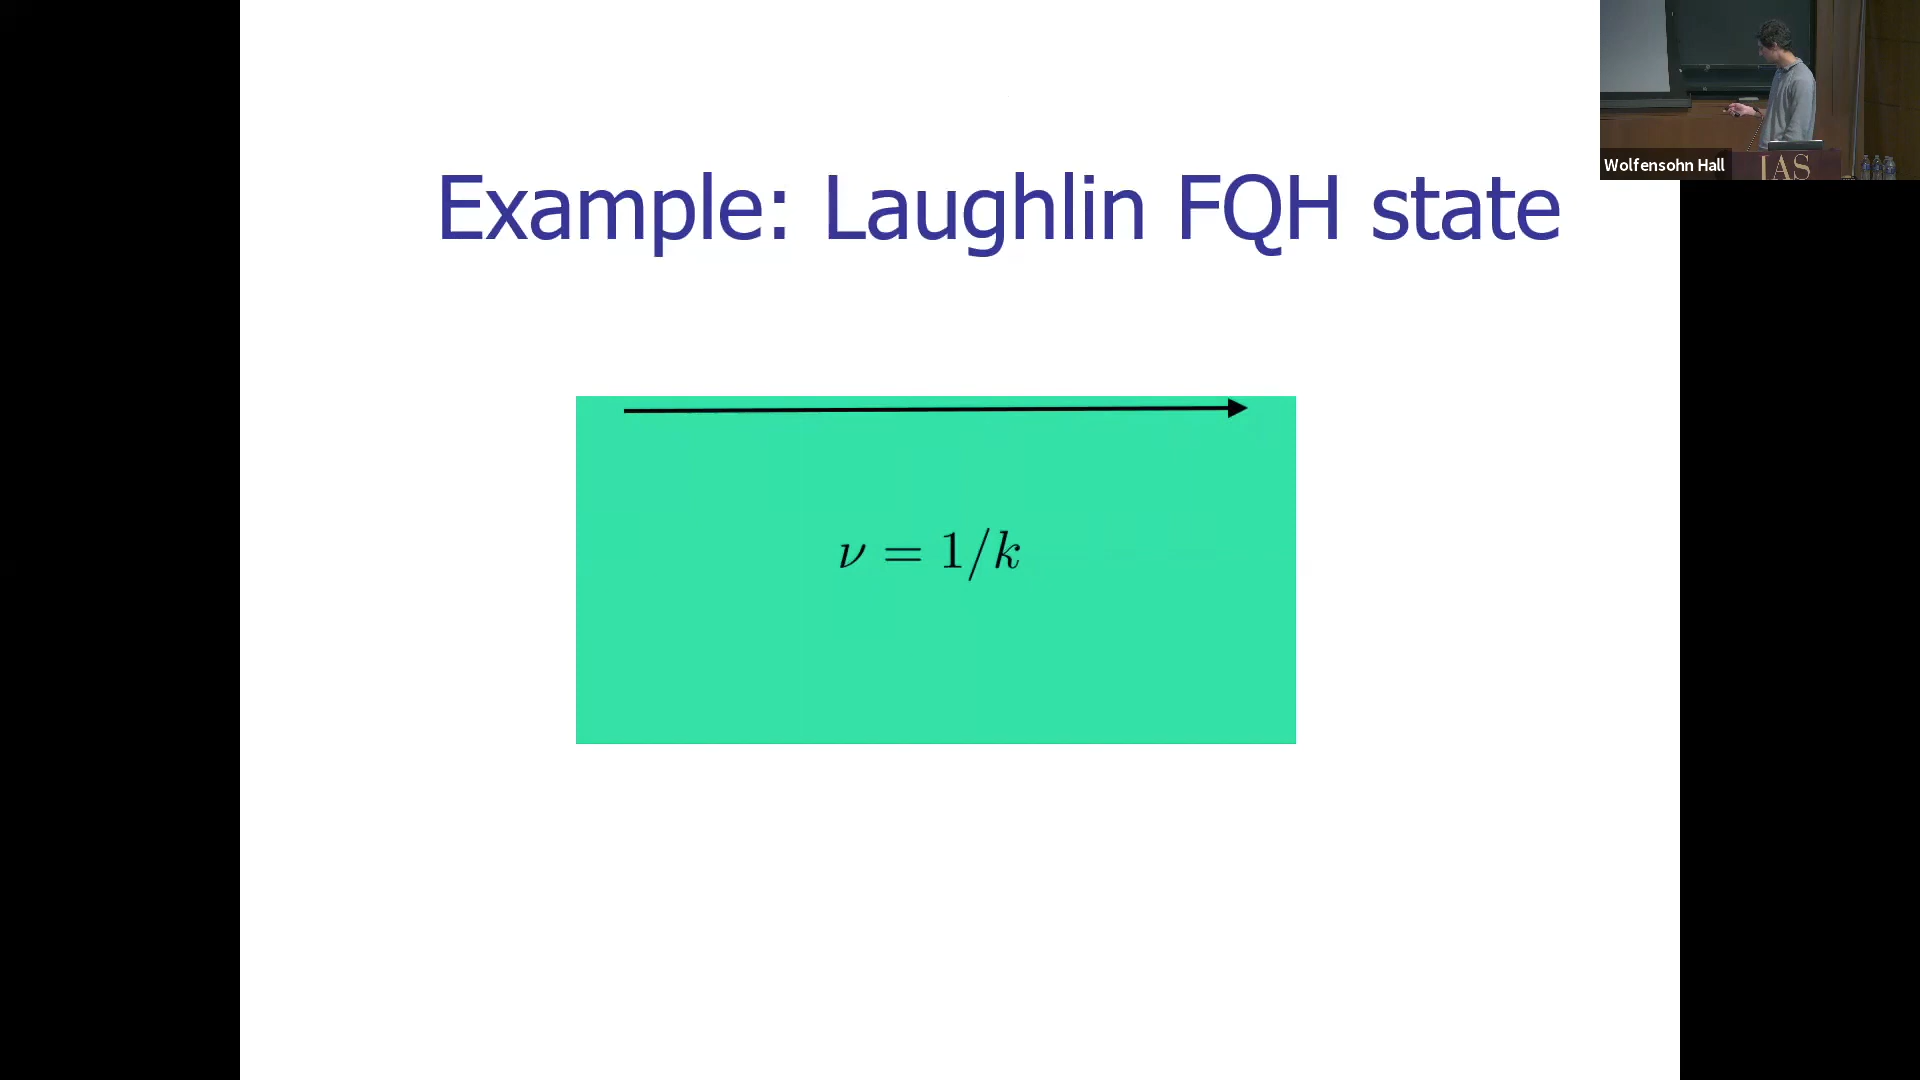 Example: Laughlin FQH state
ν = 1/k
Wolfensohn Hall
IAS